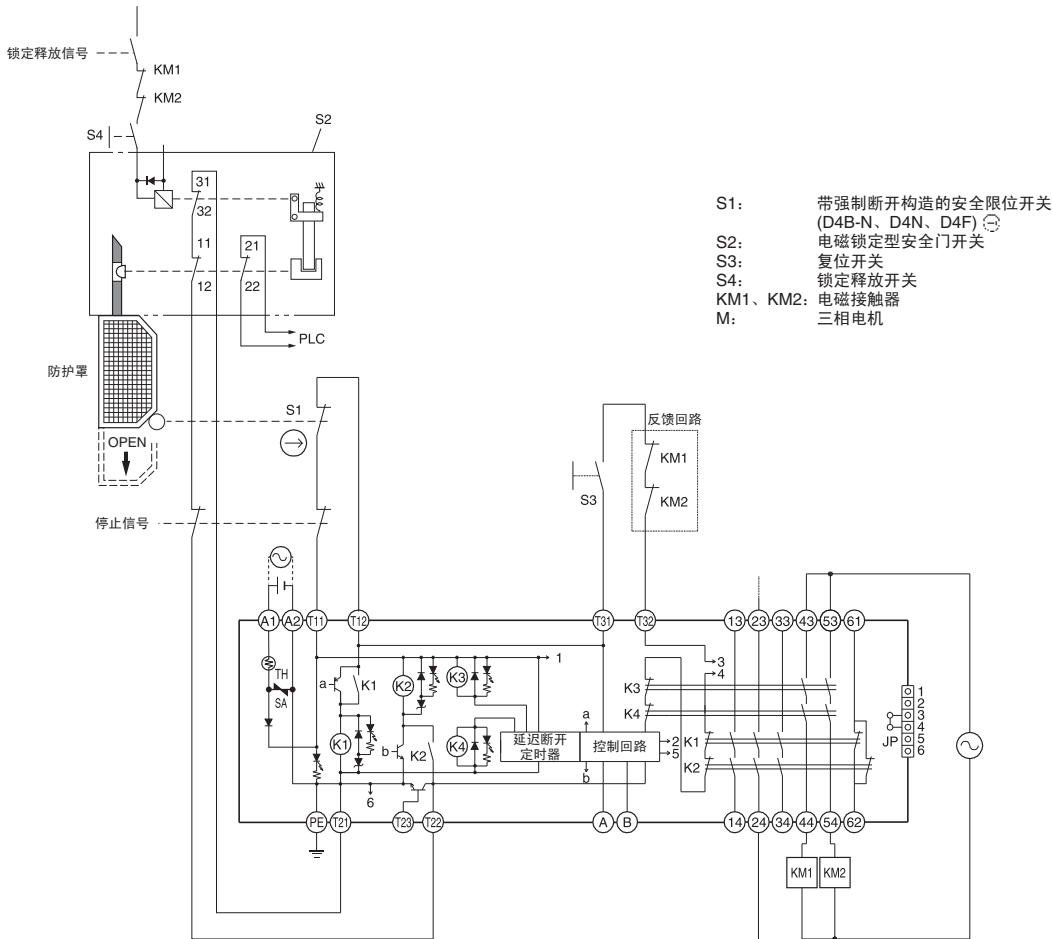 锁定释放信号
KM1
KM2
S4
S2
31
32
11
12
21
22
PLC
防护罩
OPEN
S1
停止信号
S1： 带强制断开构造的安全限位开关
(D4B-N、D4N、D4F)
S2： 电磁锁定型安全门开关
S3： 复位开关
S4： 锁定释放开关
KM1、KM2： 电磁接触器
M： 三相电机
反馈回路
KM1
KM2
S3
A1 A2 T11 T12 T31 T32 13 23 33 43 53 61
TH
SA
a
K1
K1
K2
b
K2
K3
K4
1
6
延迟断开
定时器
a
控制回路
b
2
5
3
4
K3
K4
K1
K2
JP
1
2
3
4
5
6
PE T21 T23 T22 A B 14 24 34 44 54 62
KM1 KM2